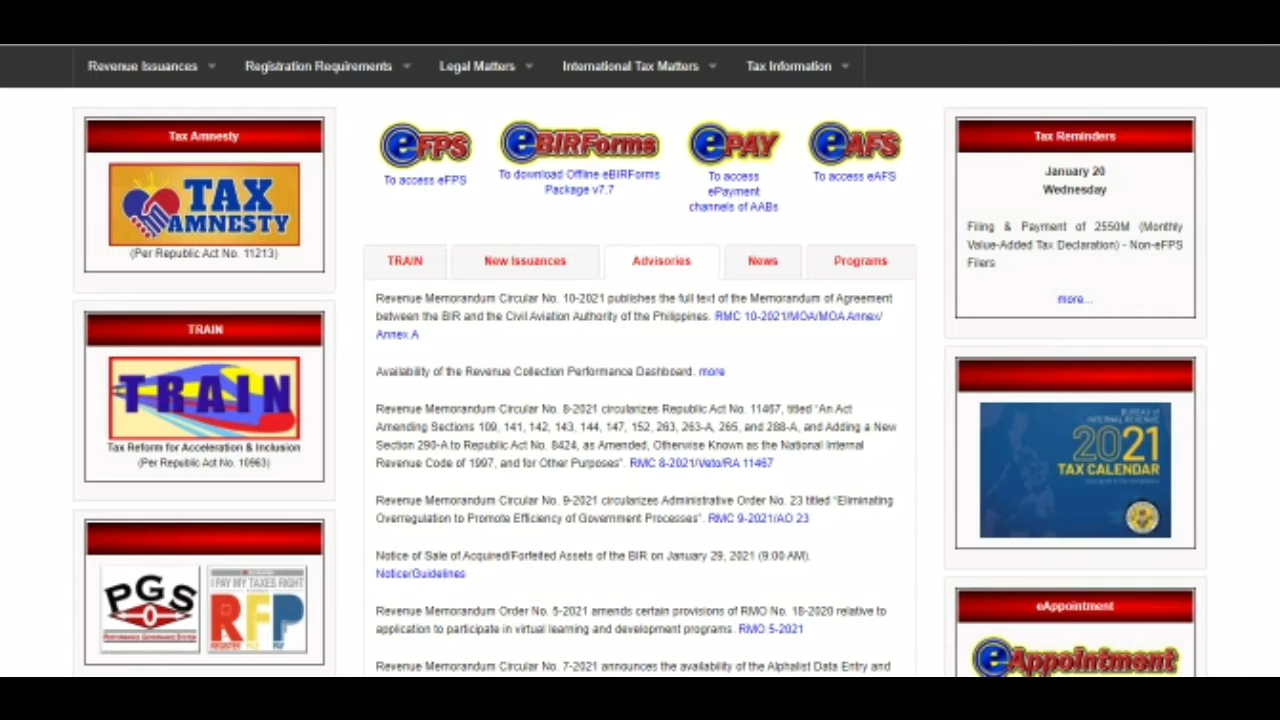 Revenue Issuances
Registration Requirements
Legal Matters
International Tax Matters
Tax Information
Tax Amnesty
TAX
AMNESTY
(Per Republic Act No. 11213)
TRAIN
TRAIN
Tax Reform for Acceleration & Inclusion
(Per Republic Act No. 10963)
PGS
PERFORMANCE GOVERNANCE SYSTEM
I PAY MY TAXES RIGHT
RFP
REGISTER FILE PAY
eFPS
To access eFPS
eBIRForms
To download Offline eBIRForms
Package v7.7
ePAY
To access
ePayment
channels of AABs
eAFS
To access eAFS
TRAIN
New Issuances
Advisories
News
Programs
Revenue Memorandum Circular No. 10-2021 publishes the full text of the Memorandum of Agreement
between the BIR and the Civil Aviation Authority of the Philippines. RMC 10-2021/MOA/MOA Annex/
Annex A
Availability of the Revenue Collection Performance Dashboard. more
Revenue Memorandum Circular No. 8-2021 circularizes Republic Act No. 11467, titled “An Act
Amending Sections 109, 141, 142, 143, 144, 147, 152, 263, 263-A, 265, and 288-A, and Adding a New
Section 290-A to Republic Act No. 8424, as Amended, Otherwise Known as the National Internal
Revenue Code of 1997, and for Other Purposes”. RMC 8-2021/Veto/RA 11467
Revenue Memorandum Circular No. 9-2021 circularizes Administrative Order No. 23 titled “Eliminating
Overregulation to Promote Efficiency of Government Processes”. RMC 9-2021/AO 23
Notice of Sale of Acquired/Forfeited Assets of the BIR on January 29, 2021 (9:00 AM).
Notice/Guidelines
Revenue Memorandum Order No. 5-2021 amends certain provisions of RMO No. 18-2020 relative to
application to participate in virtual learning and development programs. RMO 5-2021
Revenue Memorandum Circular No. 7-2021 announces the availability of the Alphalist Data Entry and
Tax Reminders
January 20
Wednesday
Filing & Payment of 2550M (Monthly
Value-Added Tax Declaration) - Non-eFPS
Filers
more...
BUREAU of
INTERNAL REVENUE
2021
TAX CALENDAR
eAppointment
eAppointment